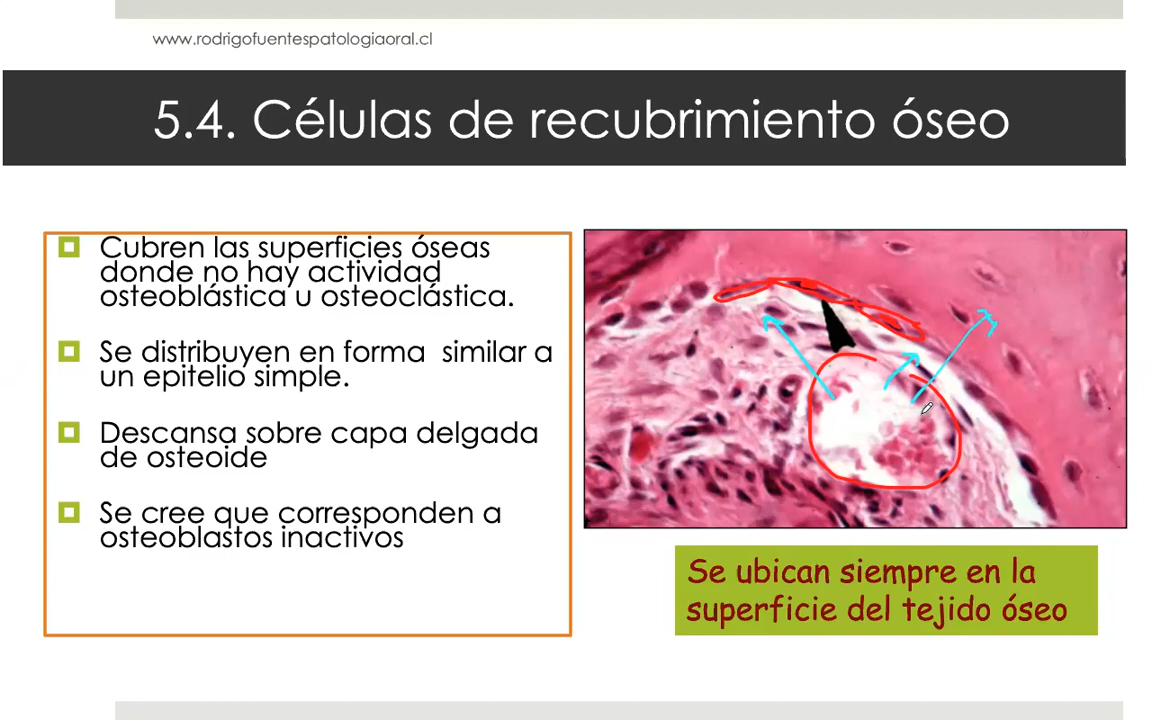 www.rodrigofuentespatologiaoral.cl
5.4. Células de recubrimiento óseo
Cubren las superficies óseas
donde no hay actividad
osteoblástica u osteoclástica.
Se distribuyen en forma similar a
un epitelio simple.
Descansa sobre capa delgada
de osteoide
Se cree que corresponden a
osteoblastos inactivos
Se ubican siempre en la
superficie del tejido óseo